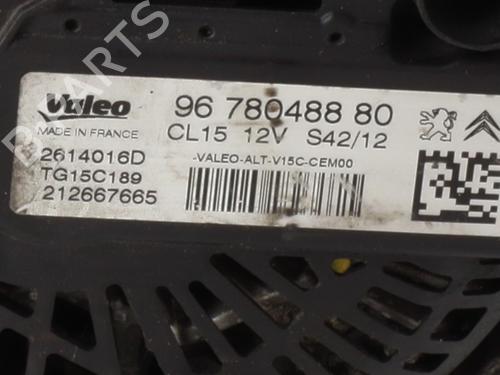 Valeo
MADE IN FRANCE
96 780488 80
CL15 12V S42/12
2614016D
TG15C189
212667665
-VALEO-ALT-V15C-CEM00